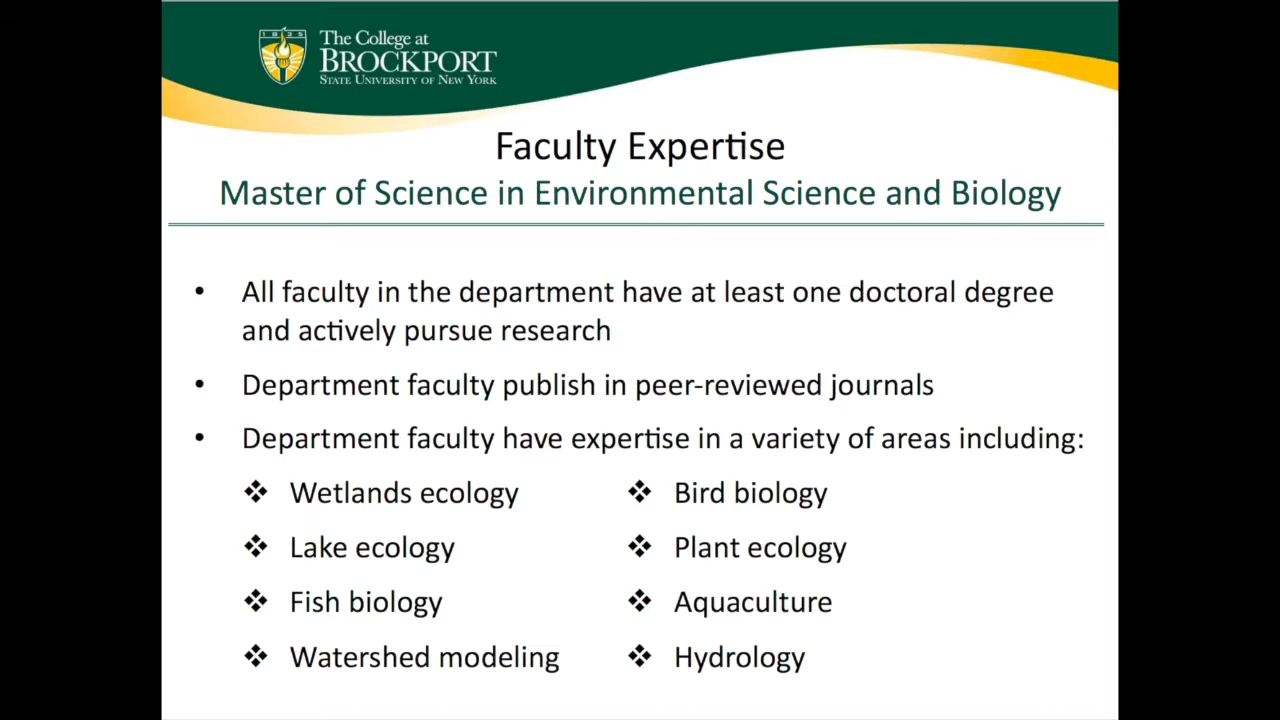 1835
The College at
BROCKPORT
STATE UNIVERSITY OF NEW YORK
Faculty Expertise
Master of Science in Environmental Science and Biology
• All faculty in the department have at least one doctoral degree
and actively pursue research
• Department faculty publish in peer-reviewed journals
• Department faculty have expertise in a variety of areas including:
❖ Wetlands ecology
❖ Lake ecology
❖ Fish biology
❖ Watershed modeling
❖ Bird biology
❖ Plant ecology
❖ Aquaculture
❖ Hydrology